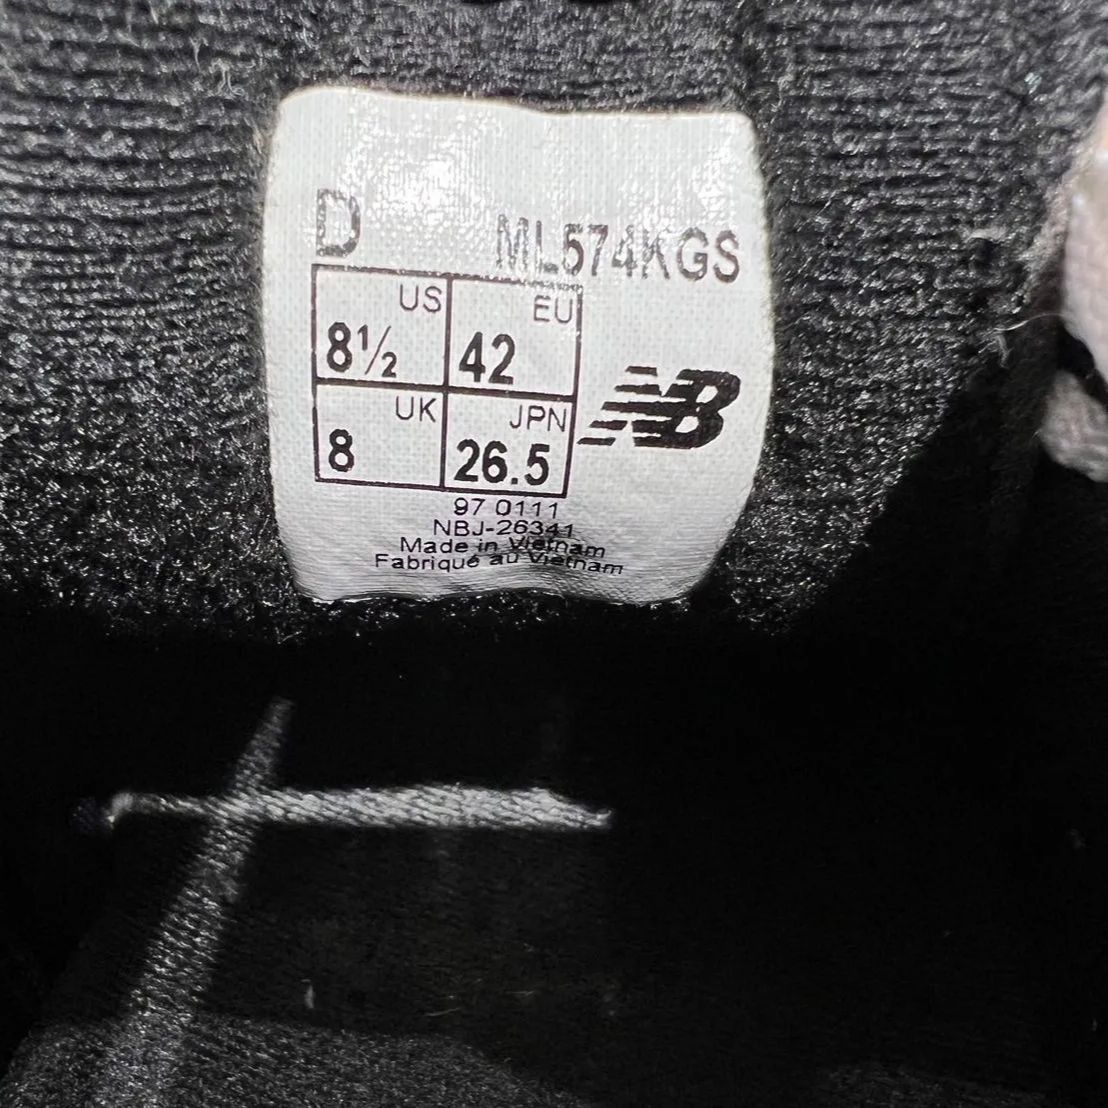 D ML574KGS
US EU
8½ 42
UK JPN
8 26.5
NB
97 0111
NBJ-26341
Made in Vietnam
Fabriqué au Vietnam